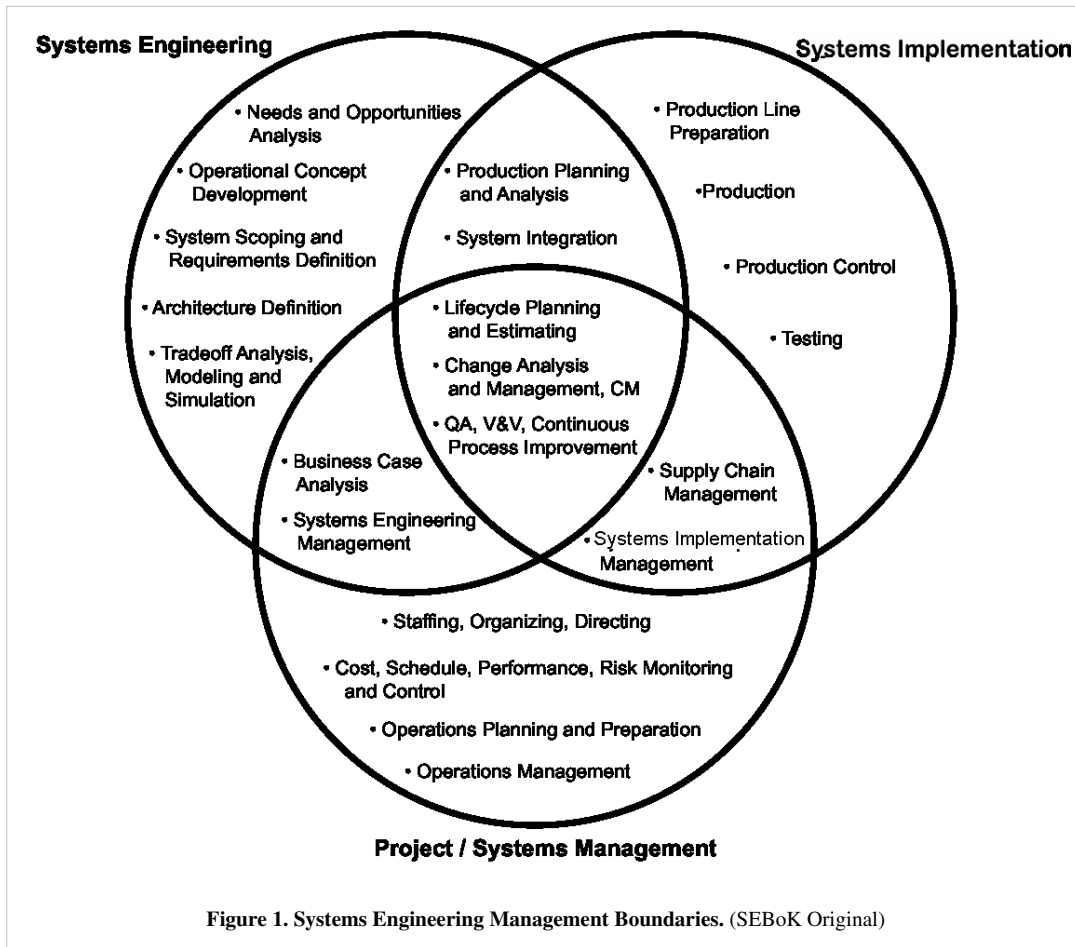 Systems Engineering
Systems Implementation
• Needs and Opportunities
Analysis
• Operational Concept
Development
• System Scoping and
Requirements Definition
• Architecture Definition
• Tradeoff Analysis,
Modeling and
Simulation
• Production Planning
and Analysis
• System Integration
• Production Line
Preparation
• Production
• Production Control
• Testing
• Lifecycle Planning
and Estimating
• Change Analysis
and Management, CM
• QA, V&V, Continuous
Process Improvement
• Business Case
Analysis
• Systems Engineering
Management
• Supply Chain
Management
• Systems Implementation
Management
• Staffing, Organizing, Directing
• Cost, Schedule, Performance, Risk Monitoring
and Control
• Operations Planning and Preparation
• Operations Management
Project / Systems Management
Figure 1. Systems Engineering Management Boundaries. (SEBoK Original)